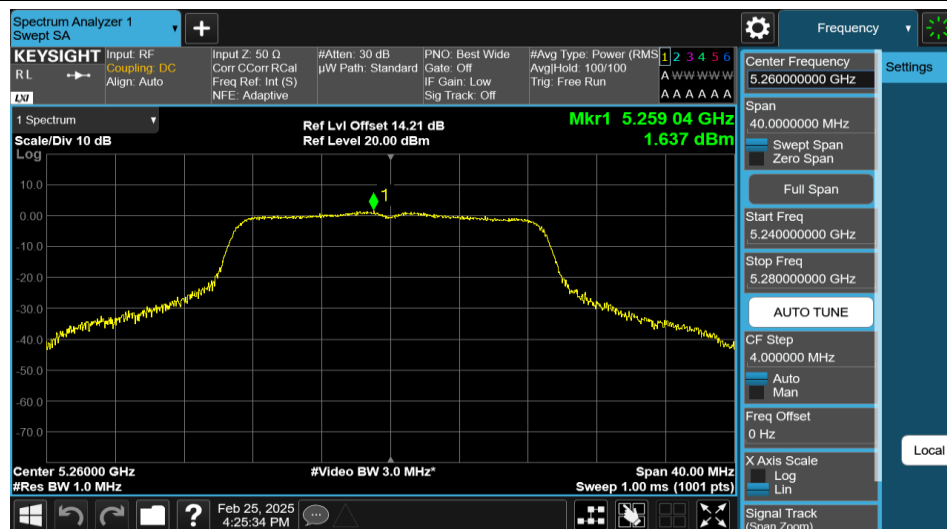 Spectrum Analyzer 1
Swept SA
+
Frequency
KEYSIGHT
R L
LXI
Input: RF
Coupling: DC
Align: Auto
Input Z: 50 Ω
Corr CCorr RCal
Freq Ref: Int (S)
NFE: Adaptive
#Atten: 30 dB
µW Path: Standard
PNO: Best Wide
Gate: Off
IF Gain: Low
Sig Track: Off
#Avg Type: Power (RMS
Avg|Hold: 100/100
Trig: Free Run
1 2 3 4 5 6
A W W W W W
A A A A A A
1 Spectrum
Scale/Div 10 dB
Log
Ref Lvl Offset 14.21 dB
Ref Level 20.00 dBm
Mkr1 5.259 04 GHz
1.637 dBm
10.0
0.00
-10.0
-20.0
-30.0
-40.0
-50.0
-60.0
-70.0
1
Center 5.26000 GHz
#Res BW 1.0 MHz
#Video BW 3.0 MHz*
Span 40.00 MHz
Sweep 1.00 ms (1001 pts)
Center Frequency
5.260000000 GHz
Span
40.0000000 MHz
Swept Span
Zero Span
Full Span
Start Freq
5.240000000 GHz
Stop Freq
5.280000000 GHz
AUTO TUNE
CF Step
4.000000 MHz
Auto
Man
Freq Offset
0 Hz
X Axis Scale
Log
Lin
Signal Track
(Span Zoom)
Settings
Local
?
Feb 25, 2025
4:25:34 PM